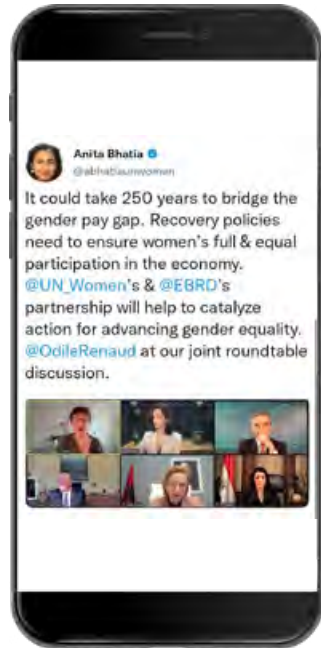 Anita Bhatia
@abhatiaunwomen
It could take 250 years to bridge the
gender pay gap. Recovery policies
need to ensure women's full & equal
participation in the economy.
@UN_Women's & @EBRD's
partnership will help to catalyze
action for advancing gender equality.
@OdileRenaud at our joint roundtable
discussion.